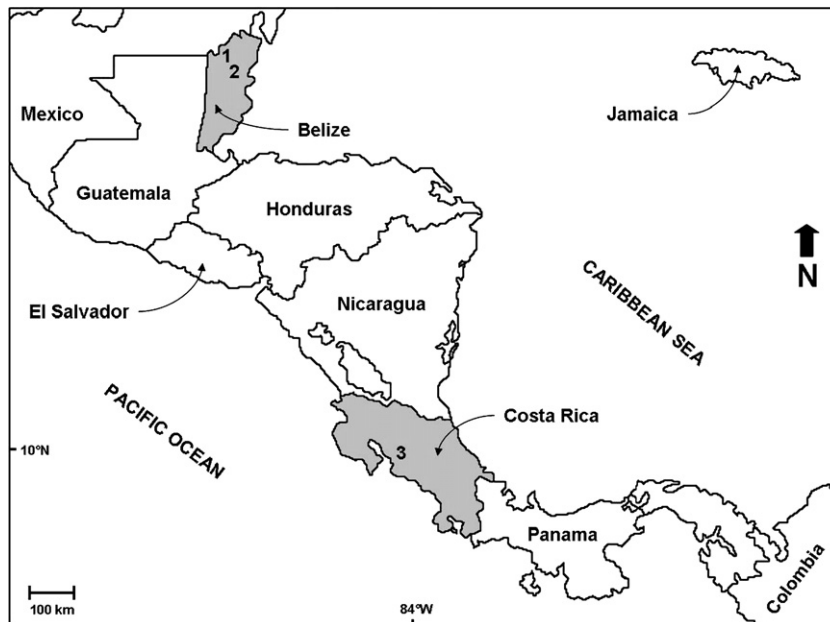 1
2
Mexico
Belize
Jamaica
Guatemala
Honduras
N
El Salvador
Nicaragua
CARIBBEAN SEA
PACIFIC OCEAN
Costa Rica
10°N
3
Panama
Colombia
100 km
84°W